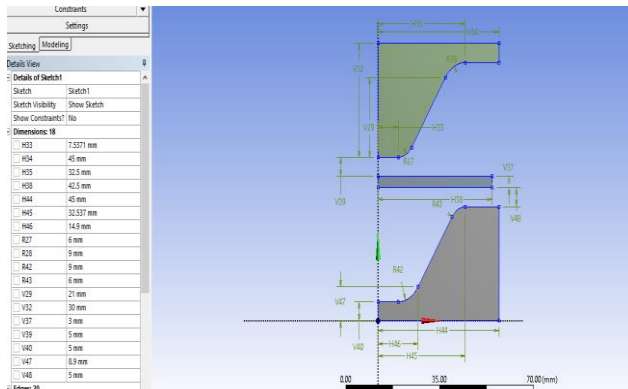 Constraints
Settings
Sketching Modeling
Details View
Details of Sketch1
Sketch Sketch1
Sketch Visibility Show Sketch
Show Constraints? No
Dimensions: 18
H33 7.5371 mm
H34 45 mm
H35 32.5 mm
H38 42.5 mm
H44 45 mm
H45 32.537 mm
H46 14.9 mm
R27 6 mm
R28 9 mm
R42 9 mm
R43 6 mm
V29 21 mm
V32 30 mm
V37 3 mm
V39 5 mm
V40 5 mm
V47 8.9 mm
V48 5 mm
Edges: 20
H35
H34
R28
V32
V29
H33
R27
V37
V39
H38
R43
V48
R42
V47
V40
H44
H46
H45
0.00 35.00 70.00 (mm)